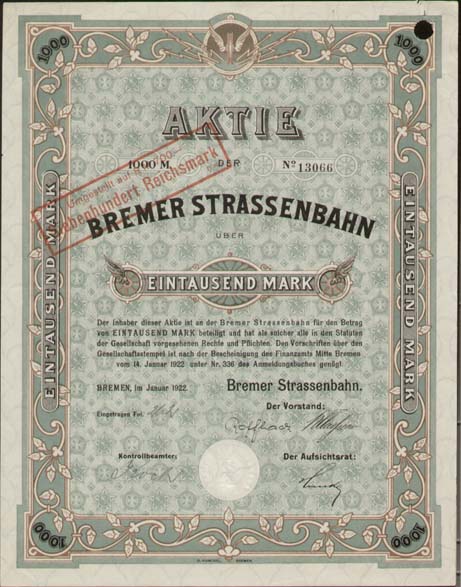 1000
1000
AKTIE
1000 M. DER No 13066
Siebenhundert Reichsmark
BREMER STRASSENBAHN
ÜBER
EINTAUSEND MARK
EINTAUSEND MARK
EINTAUSEND MARK
Der Inhaber dieser Aktie ist an der Bremer Strassenbahn für den Betrag
von EINTAUSEND MARK beteiligt und hat als solcher alle in den Statuten
der Gesellschaft vorgesehenen Rechte und Pflichten. Den Vorschriften über den
Gesellschaftsstempel ist nach der Bescheinigung des Finanzamts Mitte Bremen
vom 14. Januar 1922 unter Nr. 336 des Anmeldungsbuches genügt.
BREMEN, im Januar 1922.
Bremer Strassenbahn.
Der Vorstand:
Eingetragen Fol.
Kontrollbeamter:
Der Aufsichtsrat:
1000
1000